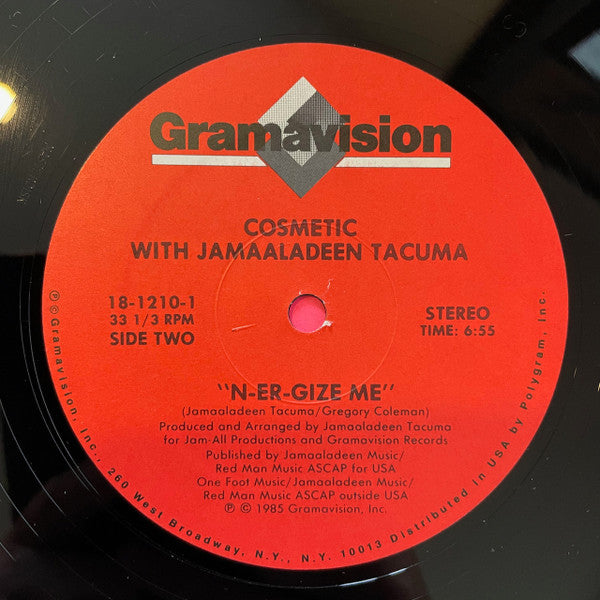 Gramavision
COSMETIC
WITH JAMAALADEEN TACUMA
18-1210-1
33 1/3 RPM
SIDE TWO
STEREO
TIME: 6:55
"N-ER-GIZE ME"
(Jamaaladeen Tacuma/Gregory Coleman)
Produced and Arranged by Jamaaladeen Tacuma
for Jam-All Productions and Gramavision Records
Published by Jamaaladeen Music/
Red Man Music ASCAP for USA
One Foot Music/Jamaaladeen Music/
Red Man Music ASCAP outside USA
℗ © 1985 Gramavision, Inc.
℗ © Gramavision, Inc., 260 West Broadway, N.Y., N.Y. 10013 Distributed in USA by Polygram, Inc.